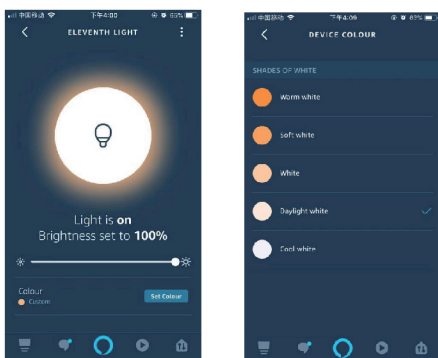 中国移动 下午4:00 65%
ELEVENTH LIGHT
Light is on
Brightness set to 100%
Colour
Custom
Set Colour
中国移动 下午4:09 62%
DEVICE COLOUR
SHADES OF WHITE
Warm white
Soft white
White
Daylight white
Cool white